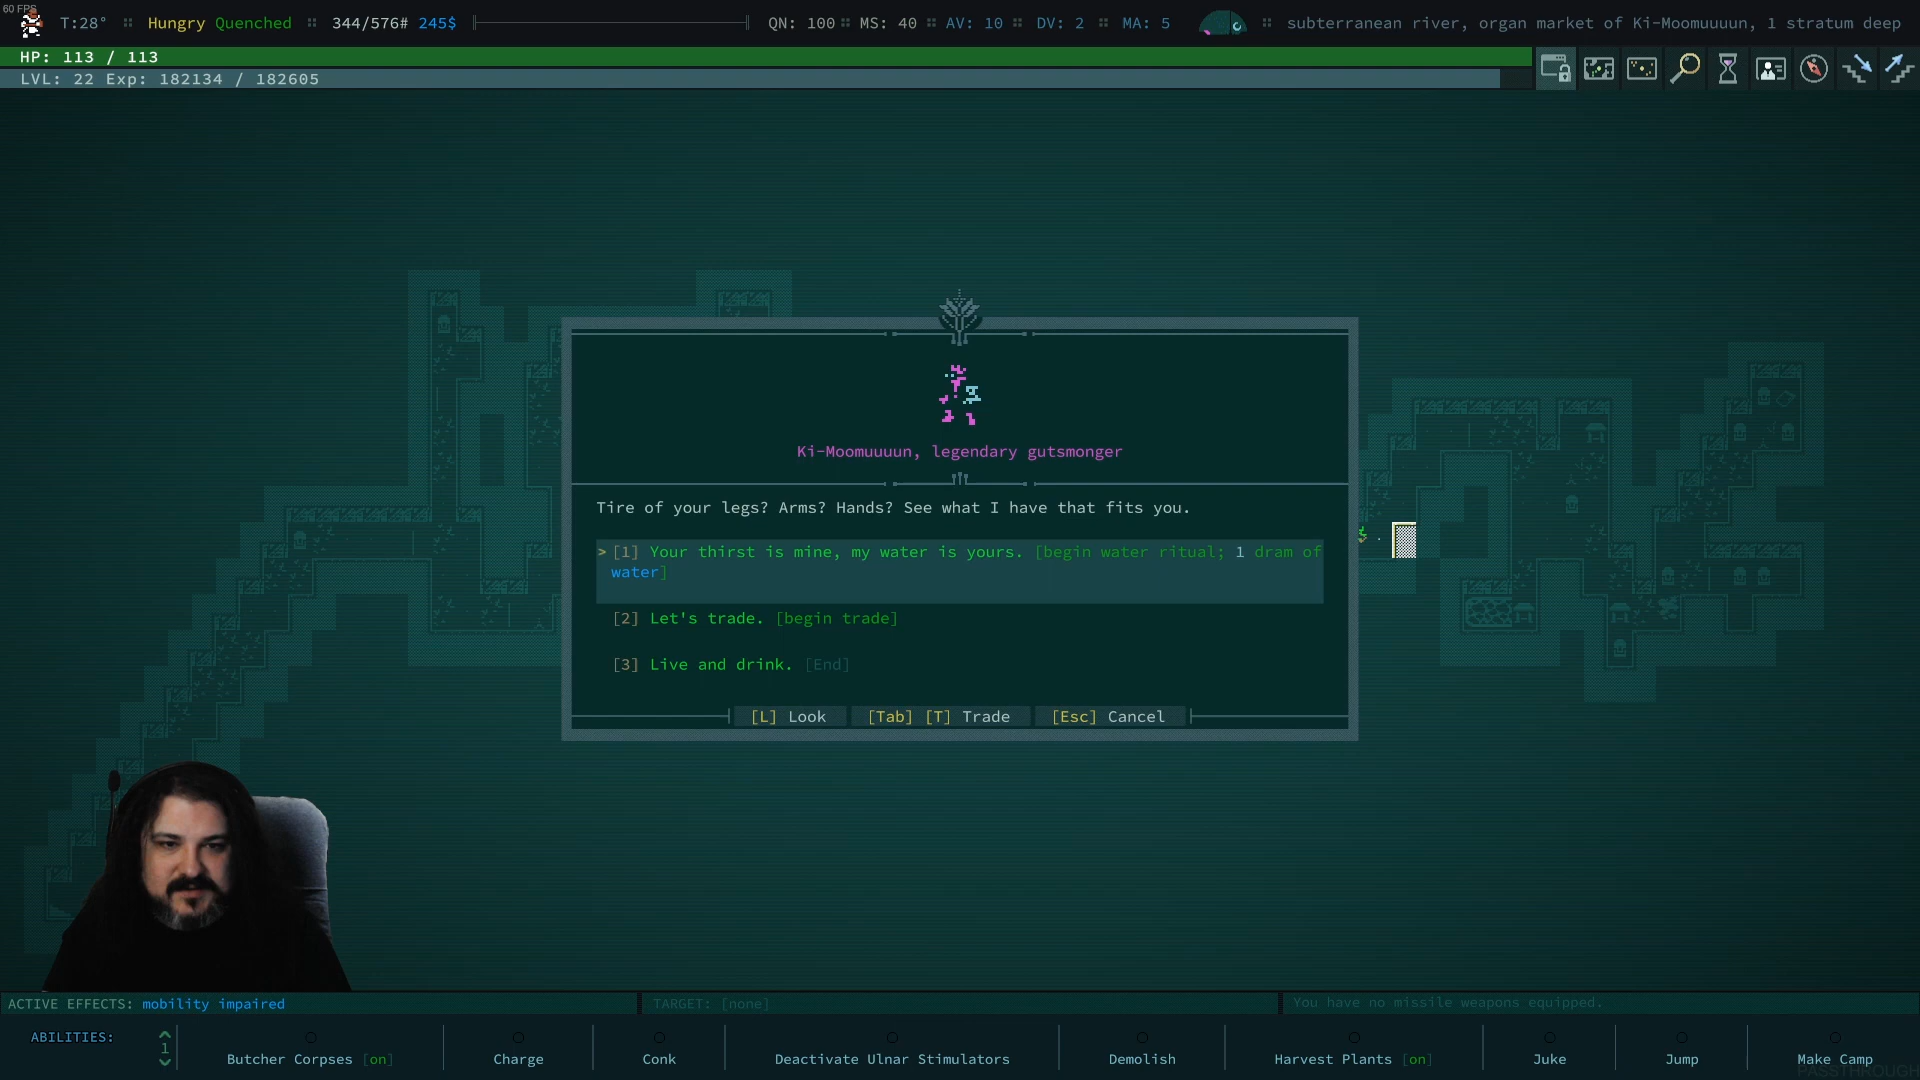 60 FPS
T:28° :: Hungry Quenched :: 344/576# 245$ QN: 100 :: MS: 40 :: AV: 10 :: DV: 2 :: MA: 5 :: subterranean river, organ market of Ki-Moomuuuun, 1 stratum deep
HP: 113 / 113
LVL: 22 Exp: 182134 / 182605
Ki-Moomuuuun, legendary gutsmonger
Tire of your legs? Arms? Hands? See what I have that fits you.
>[1] Your thirst is mine, my water is yours. [begin water ritual; 1 dram of
water]
[2] Let's trade. [begin trade]
[3] Live and drink. [End]
[L] Look [Tab] [T] Trade [Esc] Cancel
ACTIVE EFFECTS: mobility impaired TARGET: [none] You have no missile weapons equipped.
ABILITIES: 1 Butcher Corpses [on] Charge Conk Deactivate Ulnar Stimulators Demolish Harvest Plants [on] Juke Jump Make Camp
PASSTHROUGH